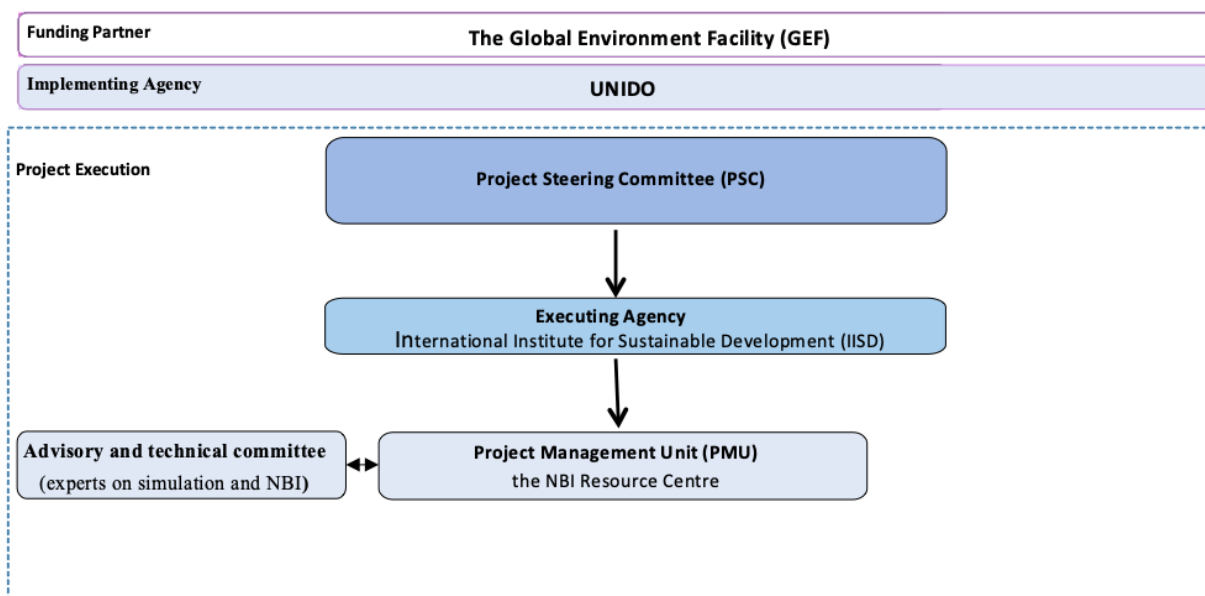 Funding Partner
The Global Environment Facility (GEF)
Implementing Agency
UNIDO
Project Execution
Project Steering Committee (PSC)
Executing Agency
International Institute for Sustainable Development (IISD)
Advisory and technical committee
(experts on simulation and NBI)
Project Management Unit (PMU)
the NBI Resource Centre